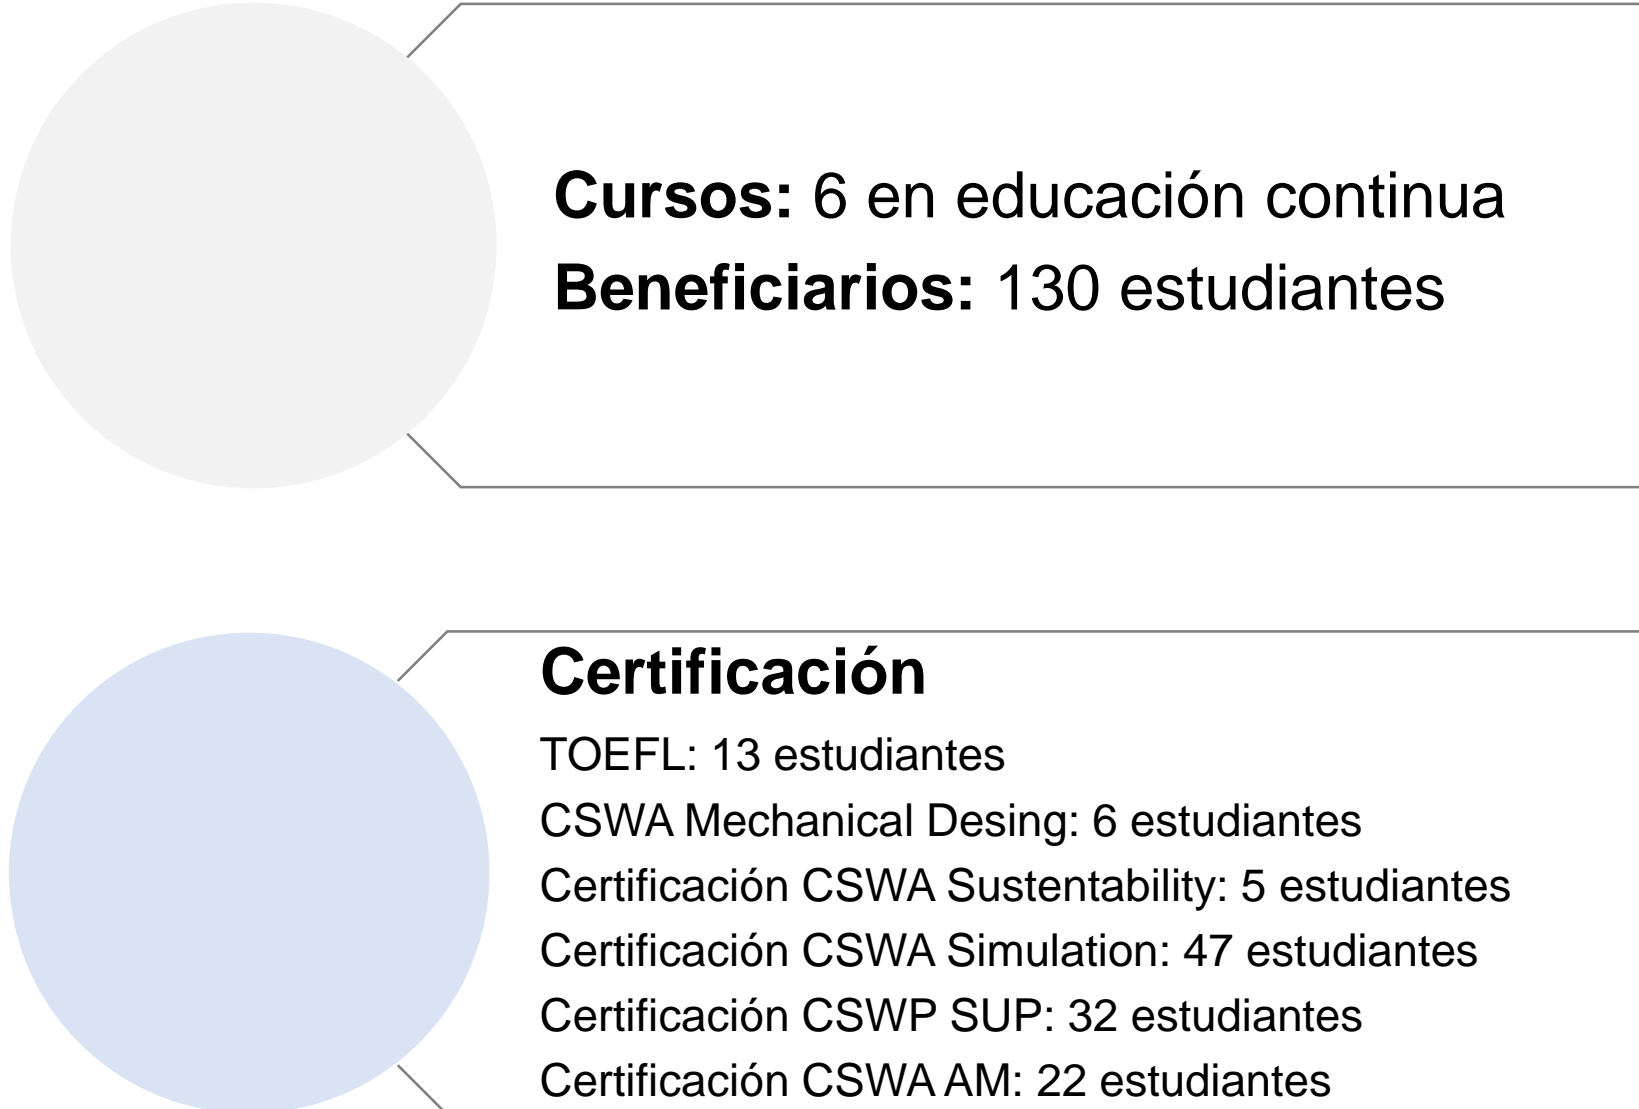 Cursos: 6 en educación continua
Beneficiarios: 130 estudiantes
Certificación
TOEFL: 13 estudiantes
CSWA Mechanical Desing: 6 estudiantes
Certificación CSWA Sustentability: 5 estudiantes
Certificación CSWA Simulation: 47 estudiantes
Certificación CSWP SUP: 32 estudiantes
Certificación CSWA AM: 22 estudiantes